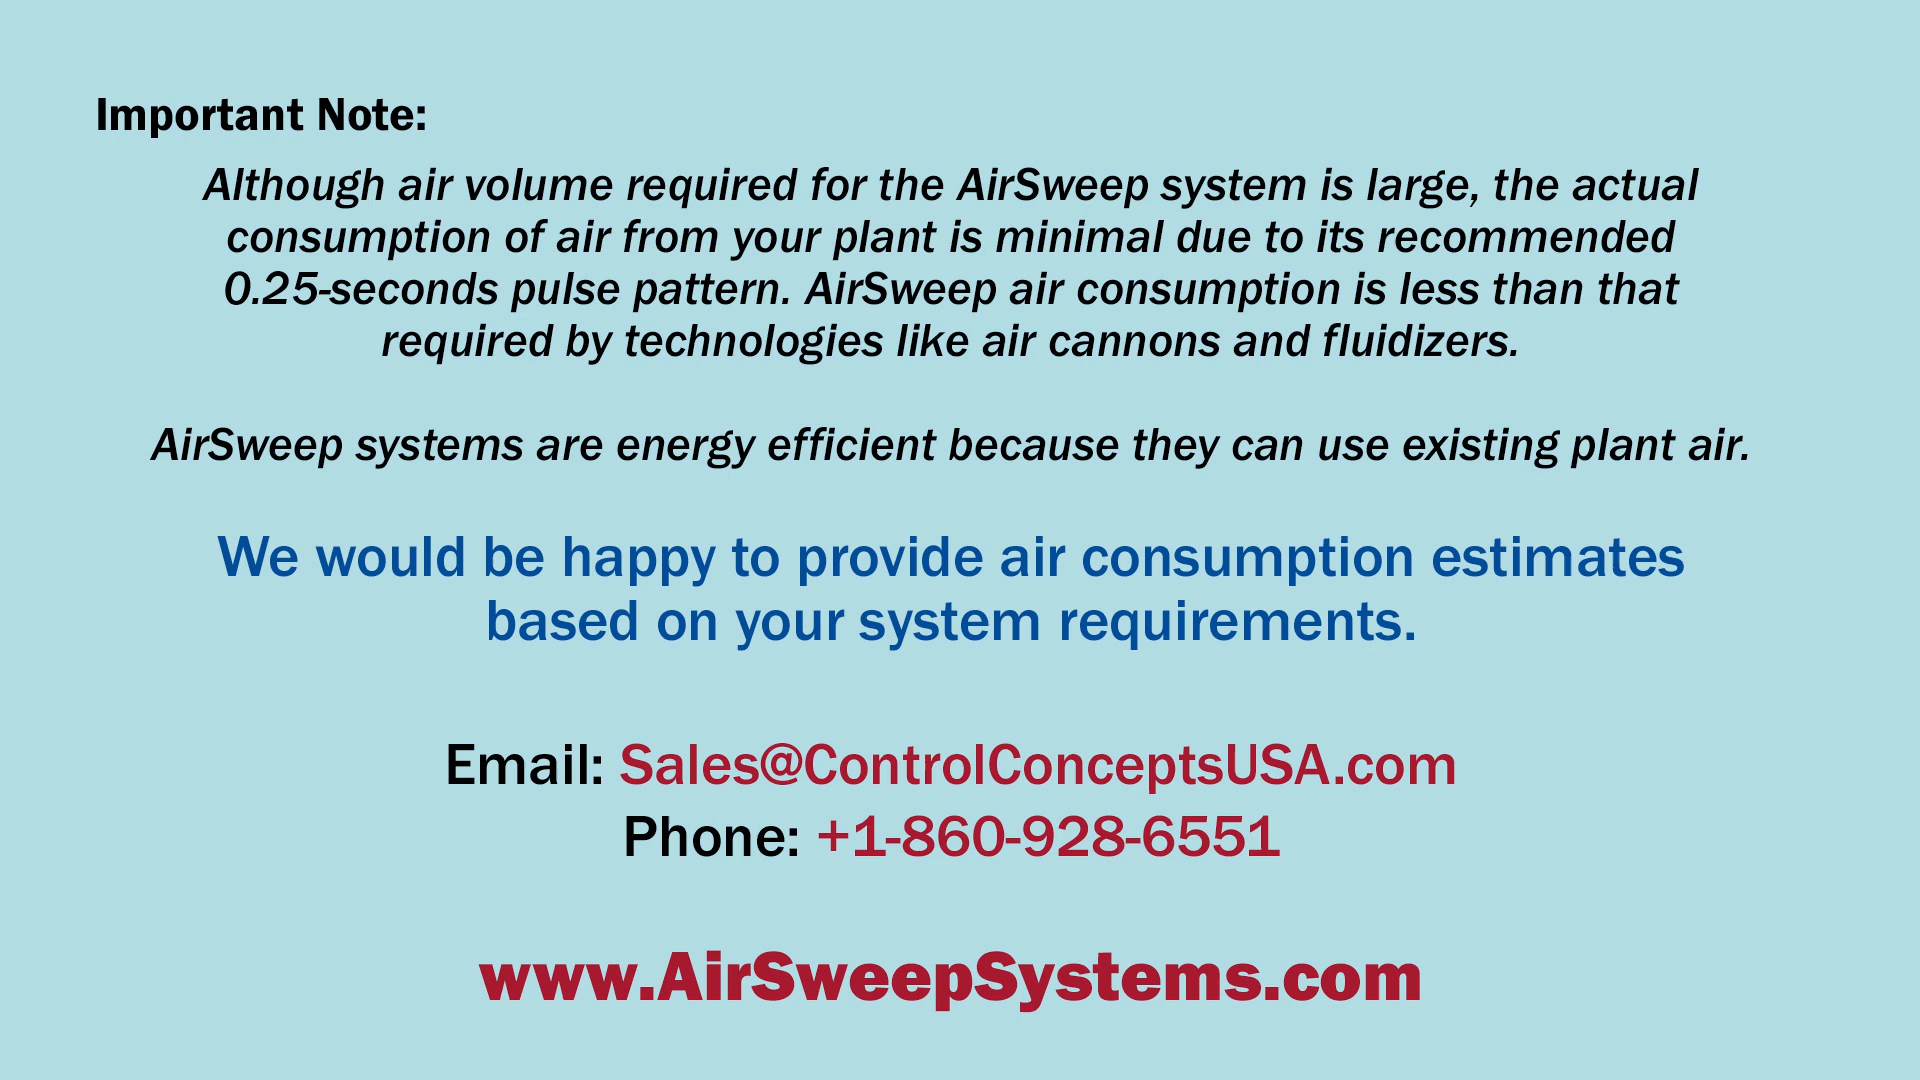 Important Note:
Although air volume required for the AirSweep system is large, the actual
consumption of air from your plant is minimal due to its recommended
0.25-seconds pulse pattern. AirSweep air consumption is less than that
required by technologies like air cannons and fluidizers.
AirSweep systems are energy efficient because they can use existing plant air.
We would be happy to provide air consumption estimates
based on your system requirements.
Email: Sales@ControlConceptsUSA.com
Phone: +1-860-928-6551
www.AirSweepSystems.com